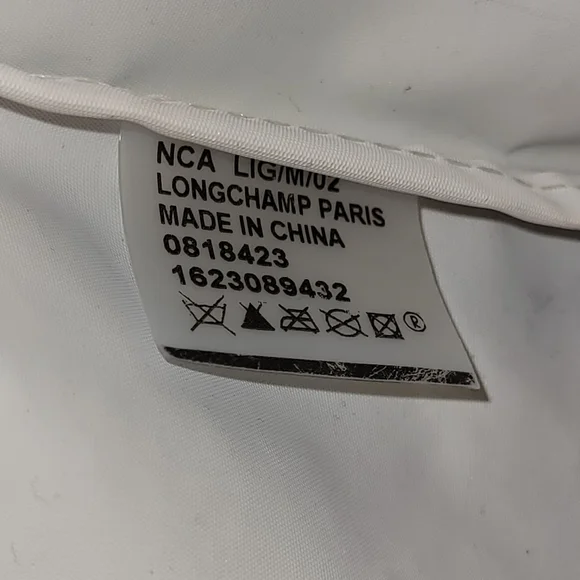 NCA LIG/M/02
LONGCHAMP PARIS
MADE IN CHINA
0818423
1623089432
®